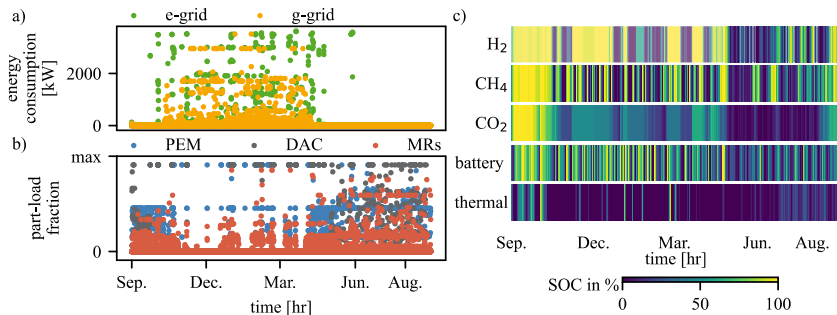 a)
e-grid
g-grid
energy
consumption
[kW]
2000
0
b)
PEM
DAC
MRs
part-load
fraction
max
0
Sep.
Dec.
Mar.
Jun.
Aug.
time [hr]
c)
H₂
CH₄
CO₂
battery
thermal
Sep.
Dec.
Mar.
Jun.
Aug.
time [hr]
SOC in %
0
50
100